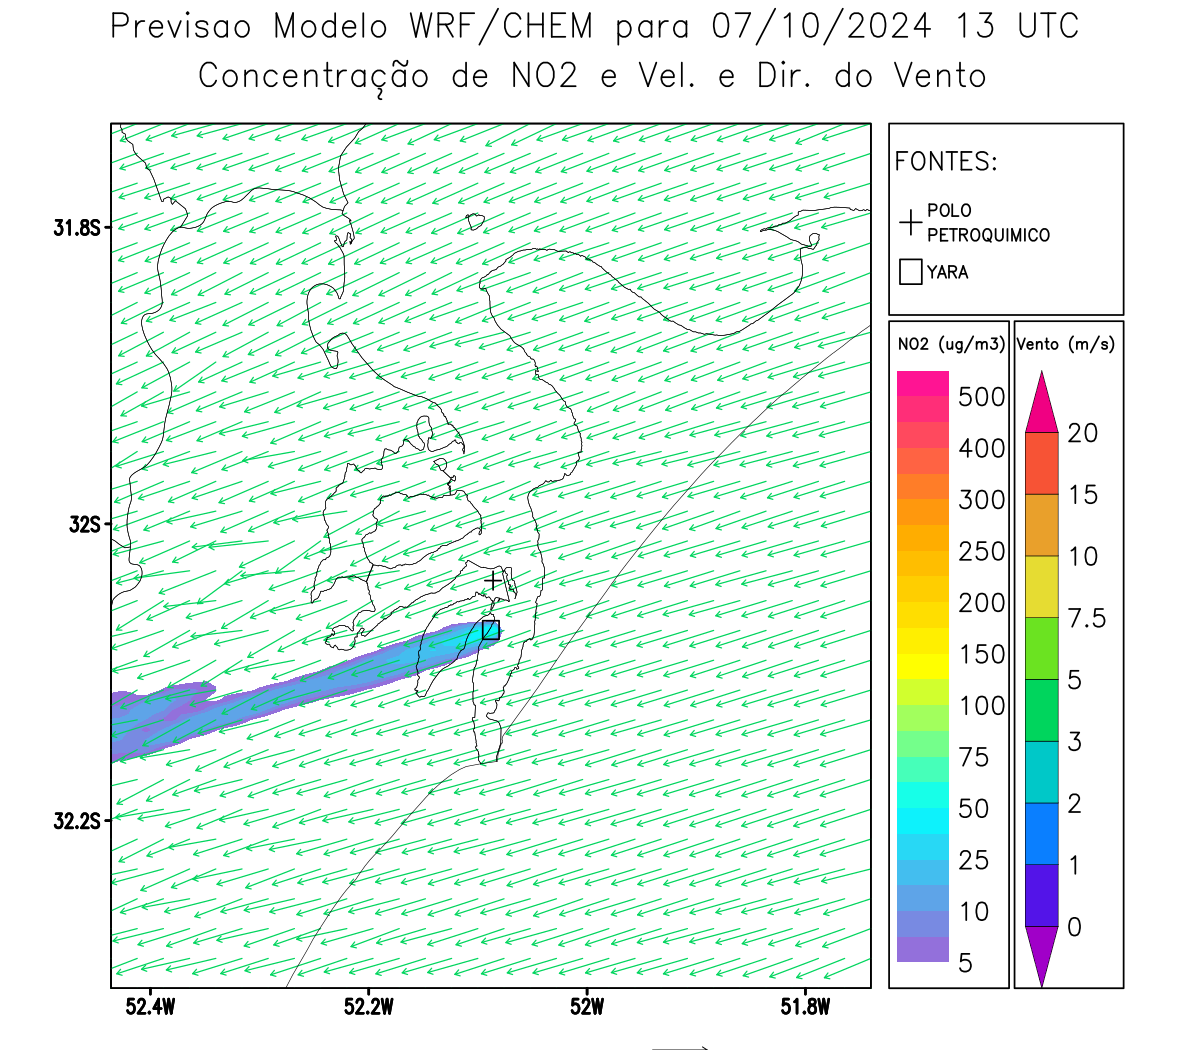 Previsao Modelo WRF/CHEM para 07/10/2024 13 UTC
Concentração de NO2 e Vel. e Dir. do Vento
FONTES:
POLO
PETROQUIMICO
YARA
NO2 (ug/m3)
500
400
300
250
200
150
100
75
50
25
10
5
Vento (m/s)
20
15
10
7.5
5
3
2
1
0
31.8S
32S
32.2S
52.4W
52.2W
52W
51.8W